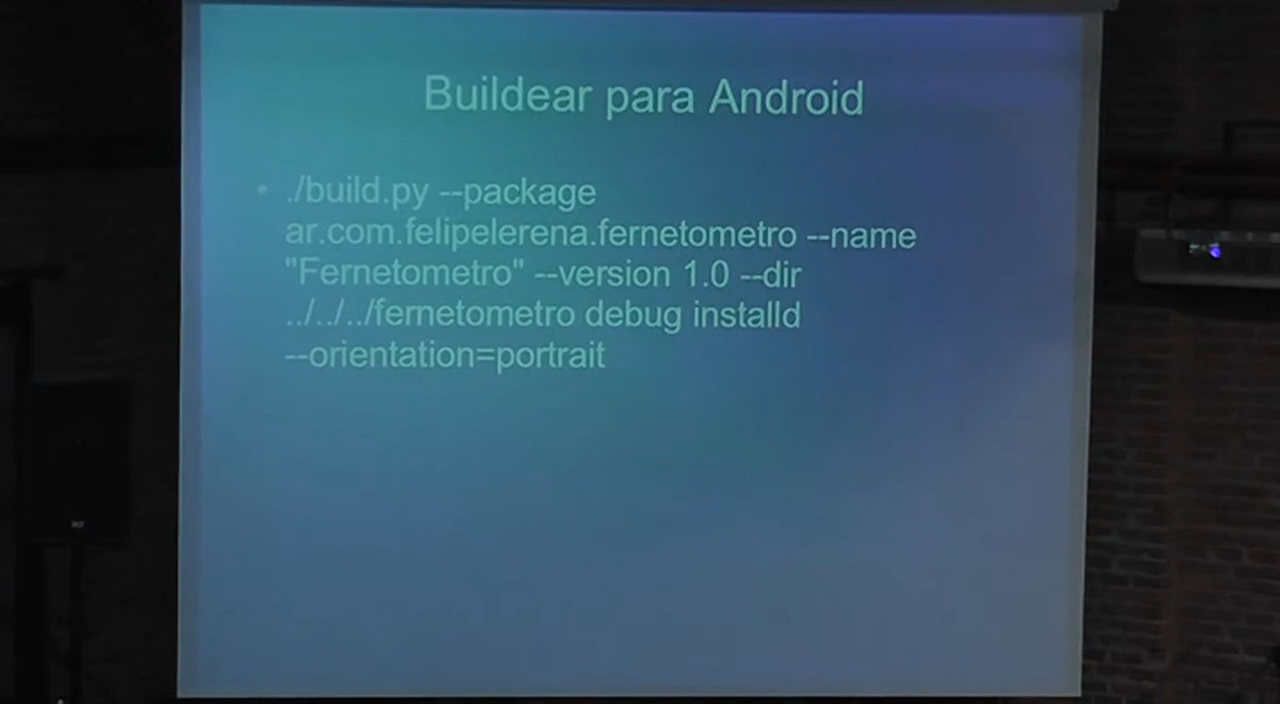 Buildear para Android
• ./build.py --package
ar.com.felipelerena.fernetometro --name
"Fernetometro" --version 1.0 --dir
../../../fernetometro debug installd
--orientation=portrait